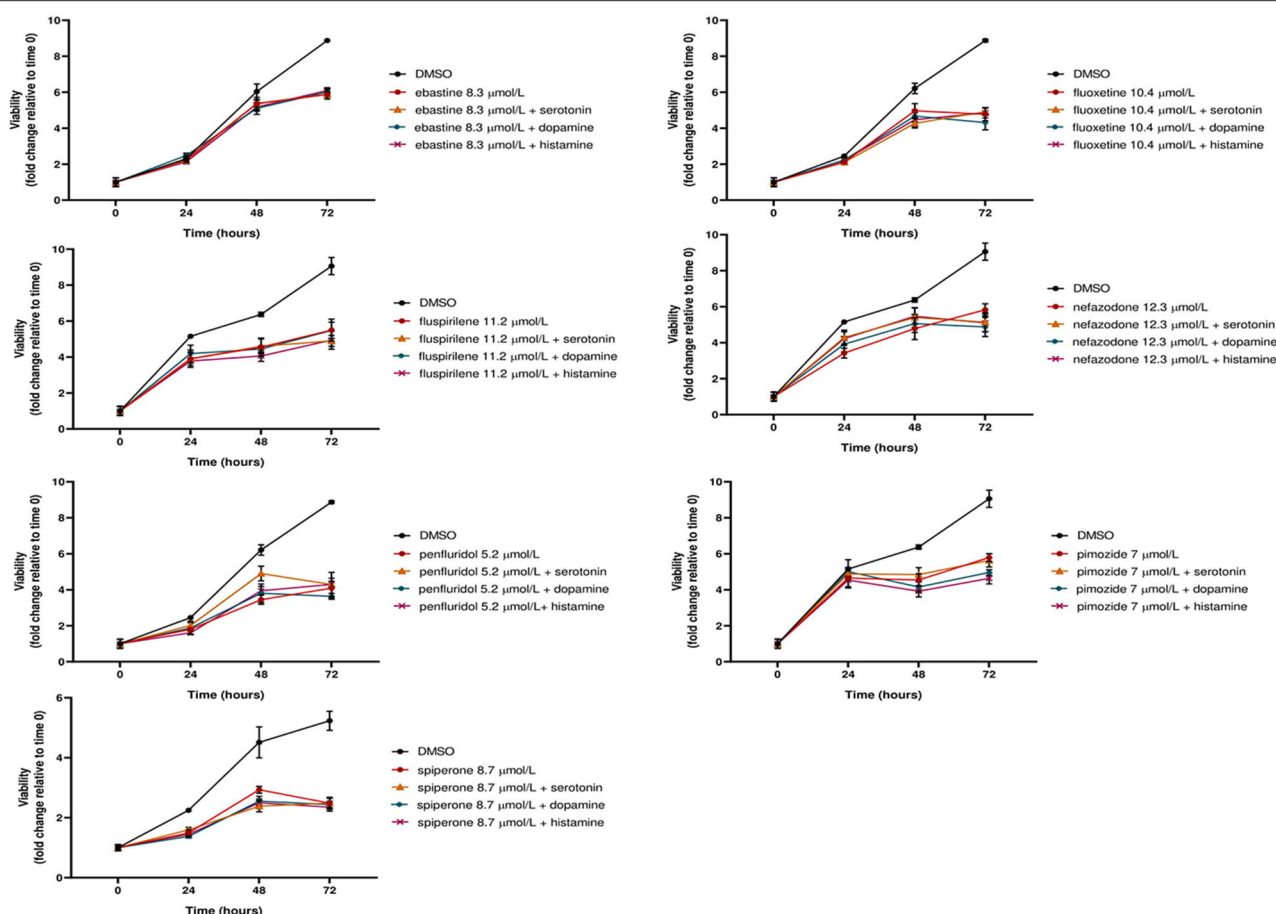 10
8
6
4
2
0
Viability
(fold change relative to time 0)
0 24 48 72
Time (hours)
DMSO
ebastine 8.3 μmol/L
ebastine 8.3 μmol/L + serotonin
ebastine 8.3 μmol/L + dopamine
ebastine 8.3 μmol/L + histamine
10
8
6
4
2
0
Viability
(fold change relative to time 0)
0 24 48 72
Time (hours)
DMSO
fluoxetine 10.4 μmol/L
fluoxetine 10.4 μmol/L + serotonin
fluoxetine 10.4 μmol/L + dopamine
fluoxetine 10.4 μmol/L + histamine
10
8
6
4
2
0
Viability
(fold change relative to time 0)
0 24 48 72
Time (hours)
DMSO
fluspirilene 11.2 μmol/L
fluspirilene 11.2 μmol/L + serotonin
fluspirilene 11.2 μmol/L + dopamine
fluspirilene 11.2 μmol/L + histamine
10
8
6
4
2
0
Viability
(fold change relative to time 0)
0 24 48 72
Time (hours)
DMSO
nefazodone 12.3 μmol/L
nefazodone 12.3 μmol/L + serotonin
nefazodone 12.3 μmol/L + dopamine
nefazodone 12.3 μmol/L + histamine
10
8
6
4
2
0
Viability
(fold change relative to time 0)
0 24 48 72
Time (hours)
DMSO
penfluridol 5.2 μmol/L
penfluridol 5.2 μmol/L + serotonin
penfluridol 5.2 μmol/L + dopamine
penfluridol 5.2 μmol/L+ histamine
10
8
6
4
2
0
Viability
(fold change relative to time 0)
0 24 48 72
Time (hours)
DMSO
pimozide 7 μmol/L
pimozide 7 μmol/L + serotonin
pimozide 7 μmol/L + dopamine
pimozide 7 μmol/L + histamine
6
4
2
0
Viability
(fold change relative to time 0)
0 24 48 72
Time (hours)
DMSO
spiperone 8.7 μmol/L
spiperone 8.7 μmol/L + serotonin
spiperone 8.7 μmol/L + dopamine
spiperone 8.7 μmol/L + histamine